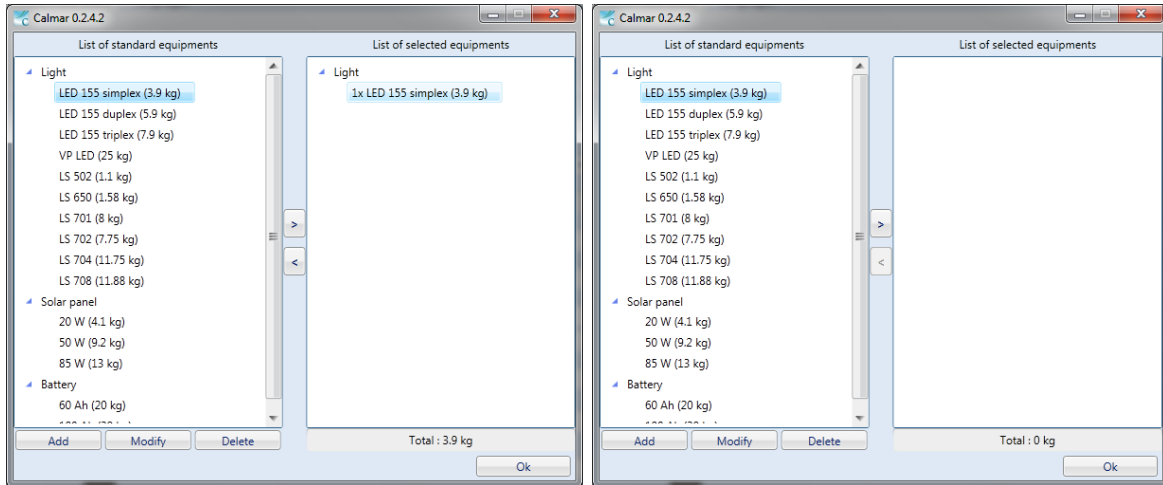 Calmar 0.2.4.2
List of standard equipments
List of selected equipments
Light
LED 155 simplex (3.9 kg)
LED 155 duplex (5.9 kg)
LED 155 triplex (7.9 kg)
VP LED (25 kg)
LS 502 (1.1 kg)
LS 650 (1.58 kg)
LS 701 (8 kg)
LS 702 (7.75 kg)
LS 704 (11.75 kg)
LS 708 (11.88 kg)
Solar panel
20 W (4.1 kg)
50 W (9.2 kg)
85 W (13 kg)
Battery
60 Ah (20 kg)
>
<
Light
1x LED 155 simplex (3.9 kg)
Add
Modify
Delete
Total : 3.9 kg
Ok
Calmar 0.2.4.2
List of standard equipments
List of selected equipments
Light
LED 155 simplex (3.9 kg)
LED 155 duplex (5.9 kg)
LED 155 triplex (7.9 kg)
VP LED (25 kg)
LS 502 (1.1 kg)
LS 650 (1.58 kg)
LS 701 (8 kg)
LS 702 (7.75 kg)
LS 704 (11.75 kg)
LS 708 (11.88 kg)
Solar panel
20 W (4.1 kg)
50 W (9.2 kg)
85 W (13 kg)
Battery
60 Ah (20 kg)
>
<
Add
Modify
Delete
Total : 0 kg
Ok